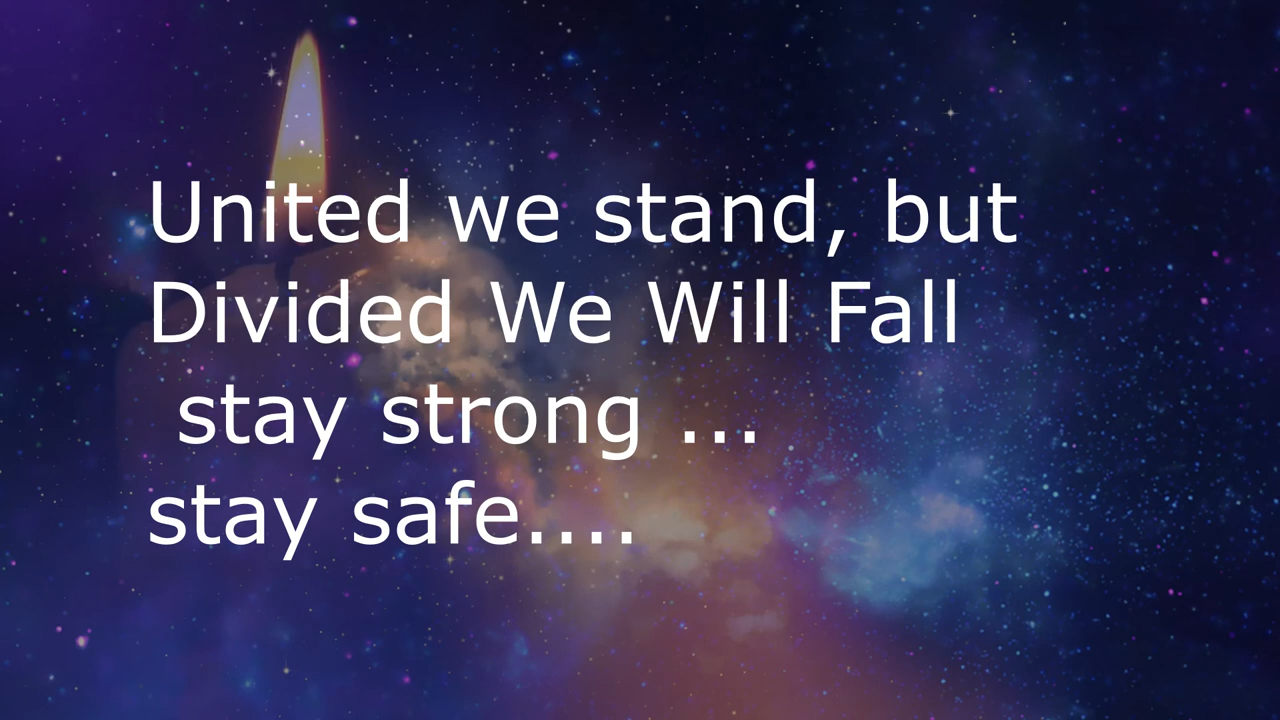 United we stand, but
Divided We Will Fall
stay strong ...
stay safe....